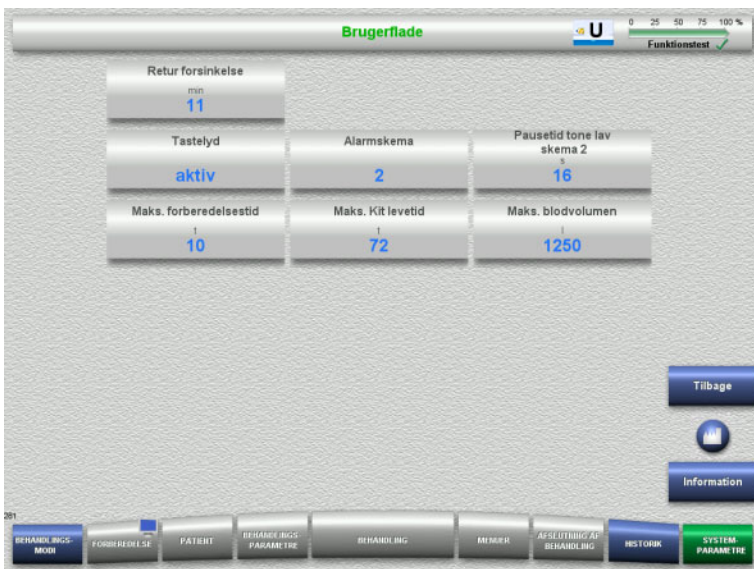 Brugerflade
U
0 25 50 75 100 %
Funktionstest
Retur forsinkelse
min
11
Tastelyd
aktiv
Alarmskema
2
Pausetid tone lav
skema 2
s
16
Maks. forberedelsestid
t
10
Maks. Kit levetid
t
72
Maks. blodvolumen
l
1250
Tilbage
Information
281
BEHANDLINGS-
MODI
FORBEREDELSE
PATIENT
BEHANDLINGS-
PARAMETRE
BEHANDLING
MENUER
AFSLUTNING AF
BEHANDLING
HISTORIK
SYSTEM-
PARAMETRE